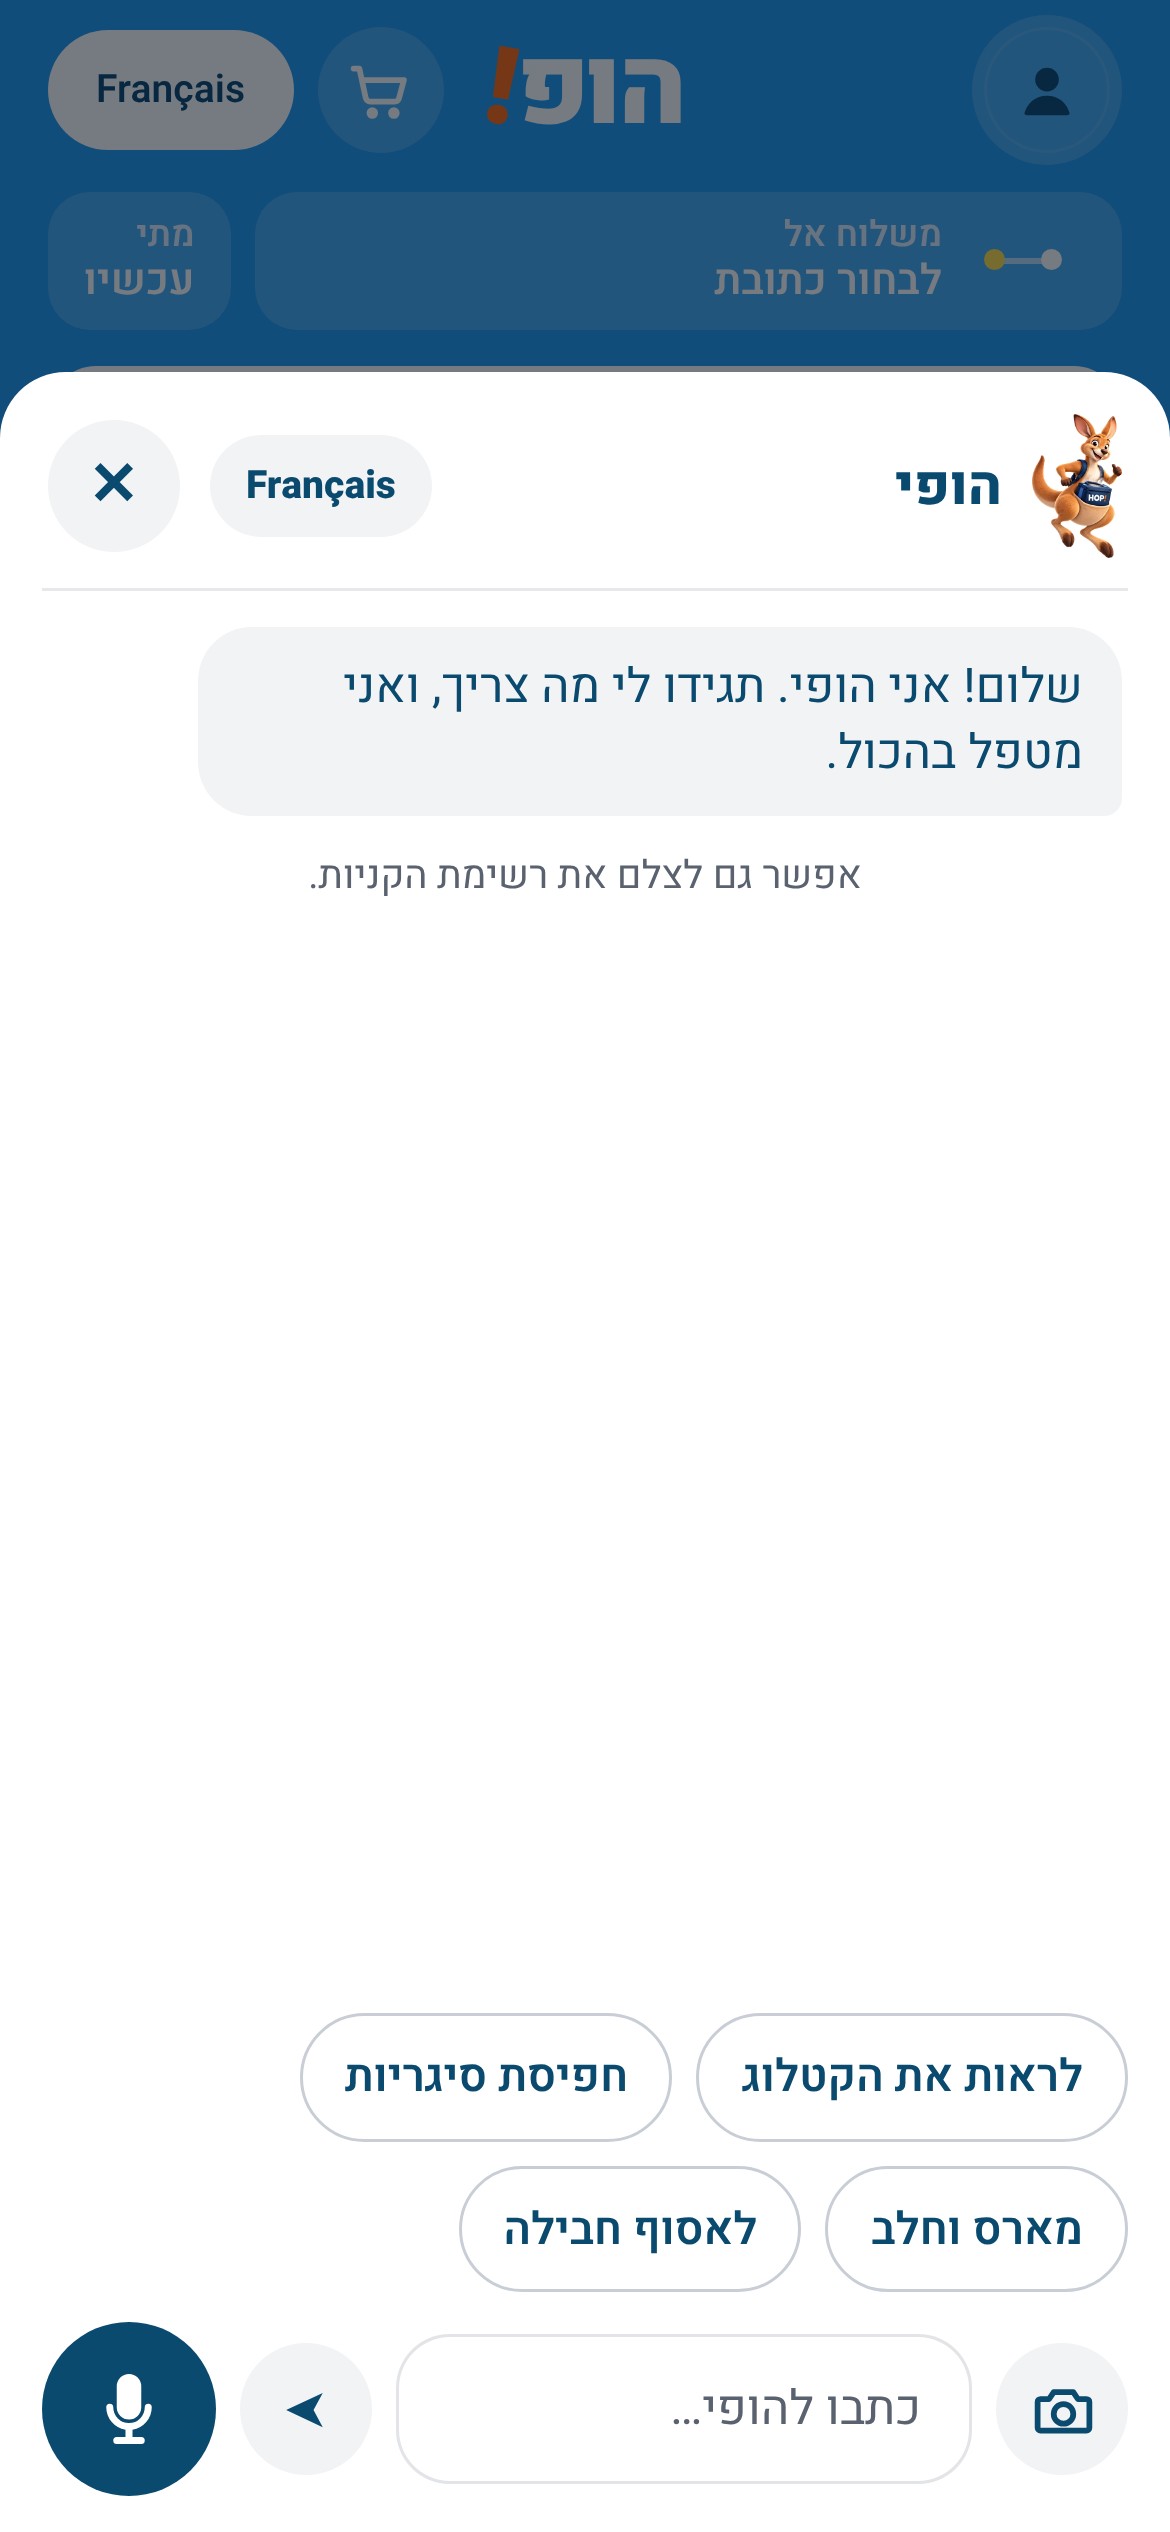 הופ!
Français
משלוח אל
לבחור כתובת
מתי
עכשיו
הופי
Français
HOP!
שלום! אני הופי. תגידו לי מה צריך, ואני
מטפל בהכול.
אפשר גם לצלם את רשימת הקניות.
לראות את הקטלוג
חפיסת סיגריות
מארס וחלב
לאסוף חבילה
כתבו להופי...